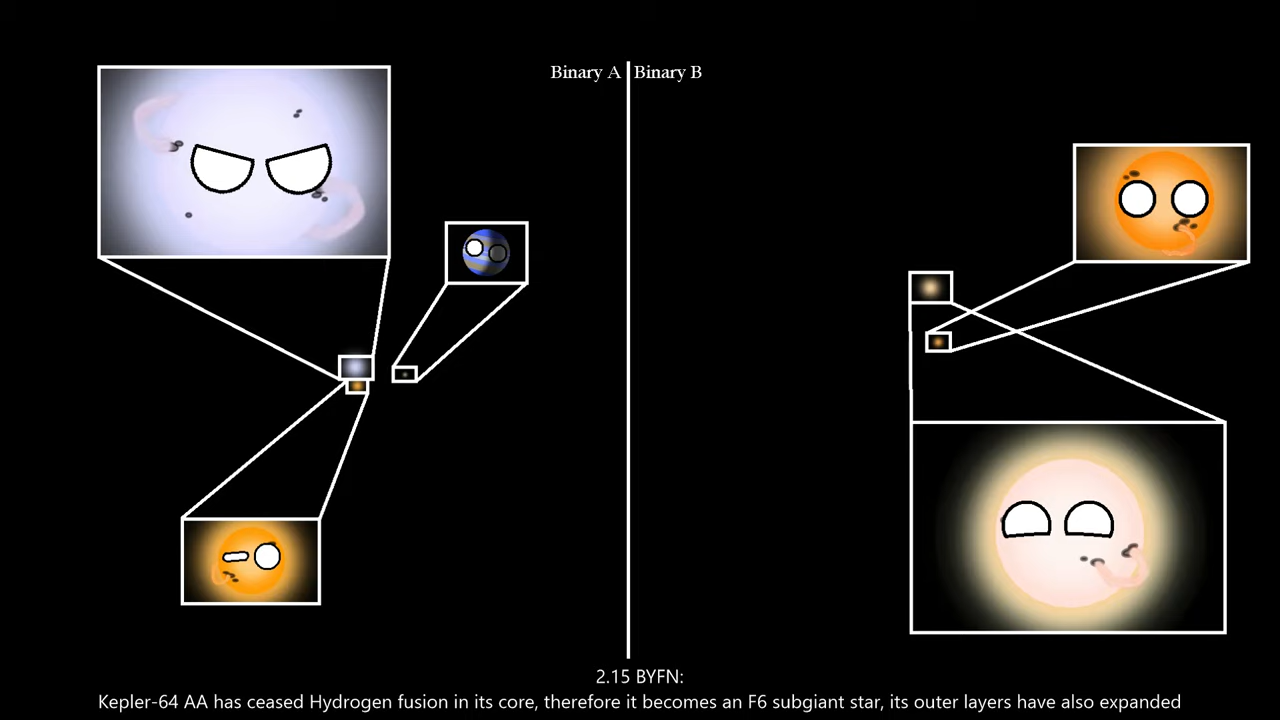 Binary A
Binary B
2.15 BYFN:
Kepler-64 AA has ceased Hydrogen fusion in its core, therefore it becomes an F6 subgiant star, its outer layers have also expanded